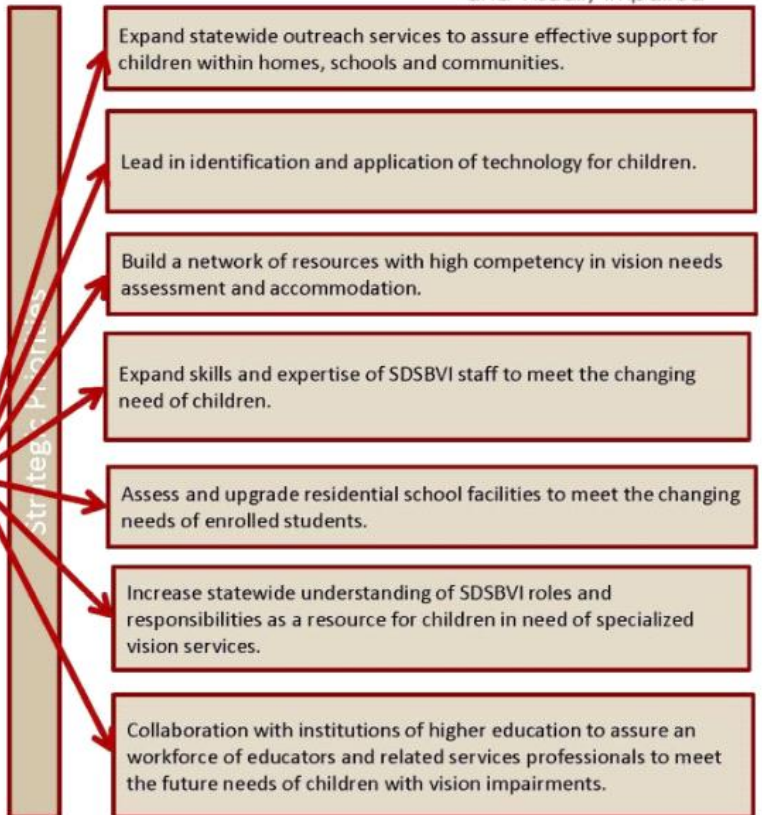 Expand statewide outreach services to assure effective support for
children within homes, schools and communities.
Lead in identification and application of technology for children.
Build a network of resources with high competency in vision needs
assessment and accommodation.
Strategic Priorities
Expand skills and expertise of SDSBVI staff to meet the changing
need of children.
Assess and upgrade residential school facilities to meet the changing
needs of enrolled students.
Increase statewide understanding of SDSBVI roles and
responsibilities as a resource for children in need of specialized
vision services.
Collaboration with institutions of higher education to assure an
workforce of educators and related services professionals to meet
the future needs of children with vision impairments.